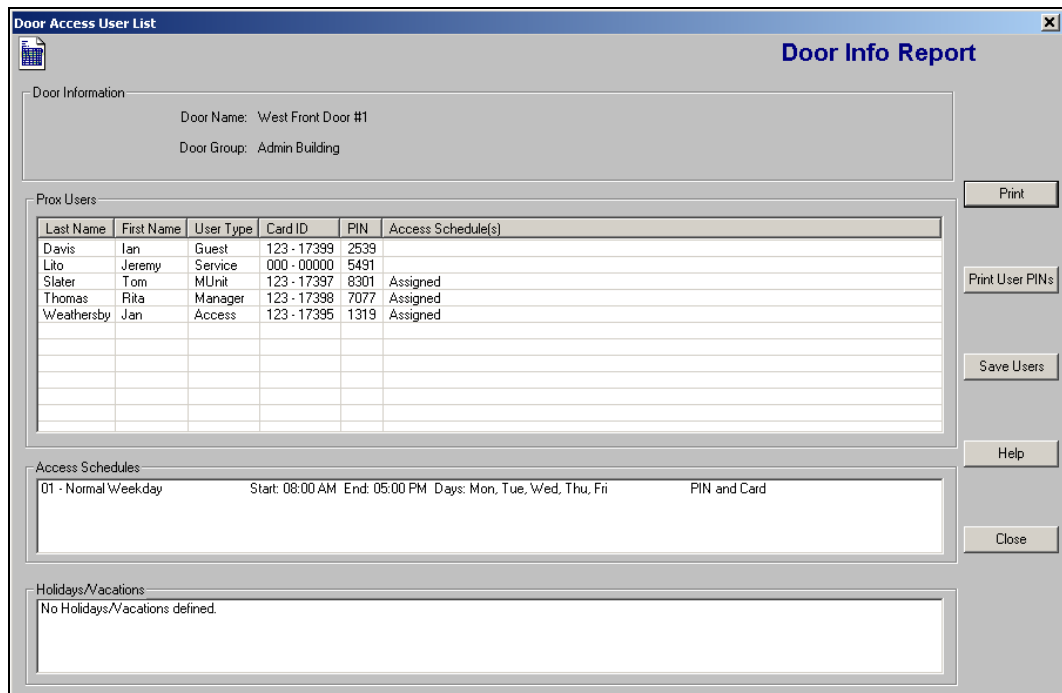 Door Access User List
Door Info Report
Door Information
Door Name: West Front Door #1
Door Group: Admin Building
Prox Users
Last Name First Name User Type Card ID PIN Access Schedule(s)
Davis Ian Guest 123 - 17399 2539
Lito Jeremy Service 000 - 00000 5491
Slater Tom MUnit 123 - 17397 8301 Assigned
Thomas Rita Manager 123 - 17398 7077 Assigned
Weathersby Jan Access 123 - 17395 1319 Assigned
Access Schedules
01 - Normal Weekday Start: 08:00 AM End: 05:00 PM Days: Mon, Tue, Wed, Thu, Fri PIN and Card
Holidays/Vacations
No Holidays/Vacations defined.
Print
Print User PINs
Save Users
Help
Close